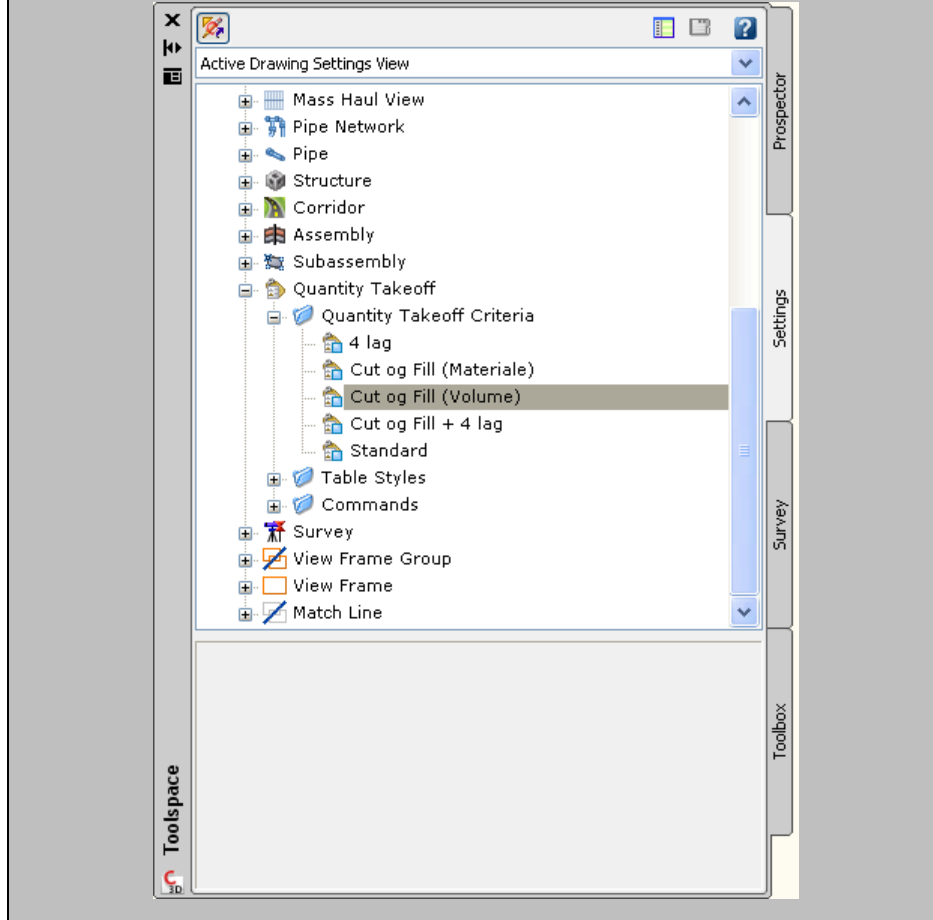 Active Drawing Settings View
Mass Haul View
Pipe Network
Pipe
Structure
Corridor
Assembly
Subassembly
Quantity Takeoff
Quantity Takeoff Criteria
4 lag
Cut og Fill (Materiale)
Cut og Fill (Volume)
Cut og Fill + 4 lag
Standard
Table Styles
Commands
Survey
View Frame Group
View Frame
Match Line
Prospector
Settings
Survey
Toolbox
Toolspace
C
3D